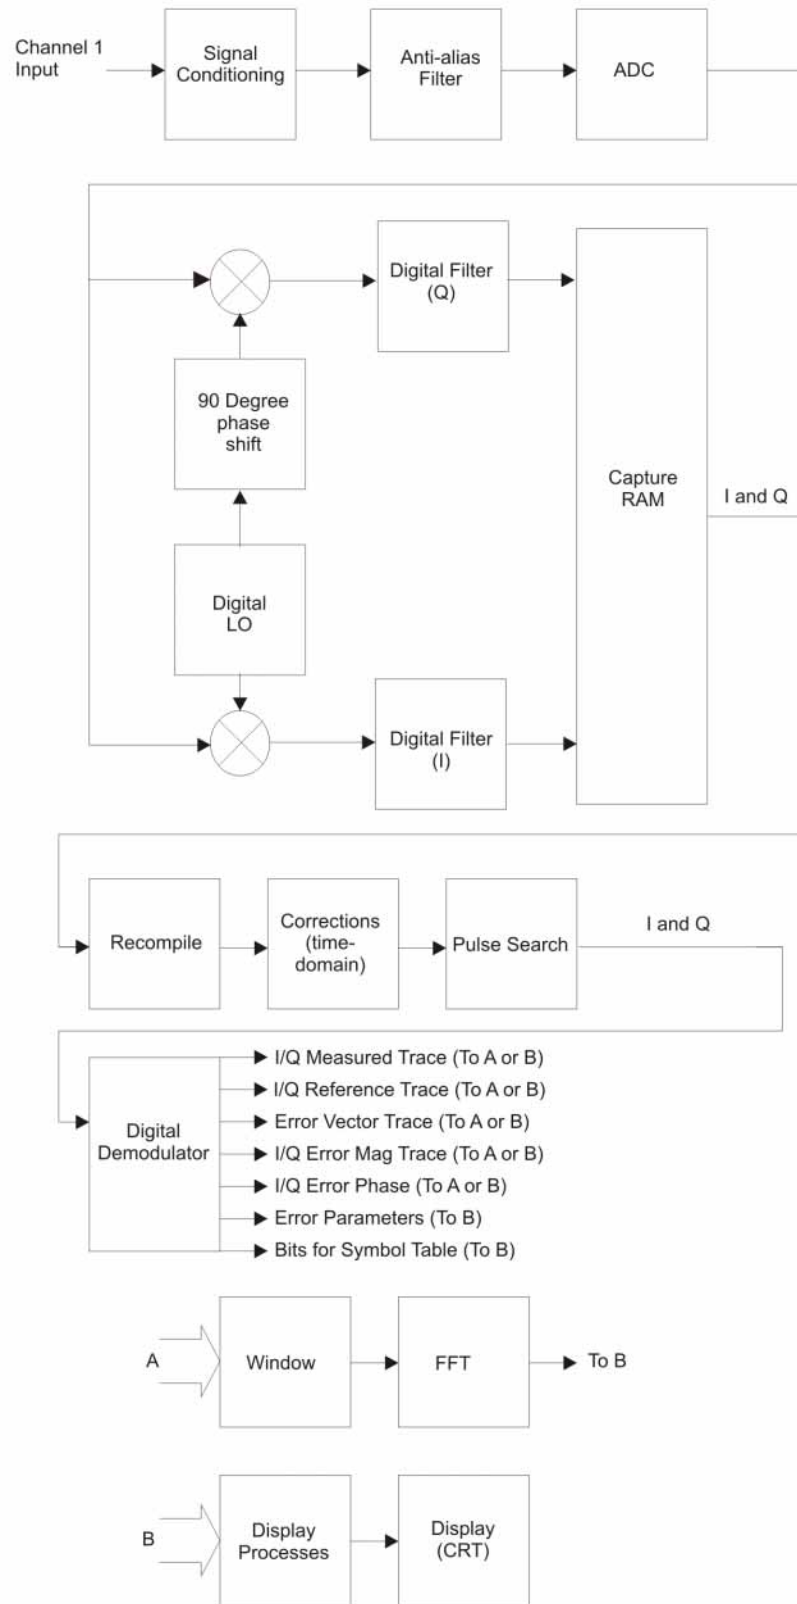 Channel 1
Input
Signal
Conditioning
Anti-alias
Filter
ADC
Digital Filter
(Q)
90 Degree
phase
shift
Capture
RAM
I and Q
Digital
LO
Digital Filter
(I)
Recompile
Corrections
(time-
domain)
Pulse Search
I and Q
Digital
Demodulator
I/Q Measured Trace (To A or B)
I/Q Reference Trace (To A or B)
Error Vector Trace (To A or B)
I/Q Error Mag Trace (To A or B)
I/Q Error Phase (To A or B)
Error Parameters (To B)
Bits for Symbol Table (To B)
A
Window
FFT
To B
B
Display
Processes
Display
(CRT)